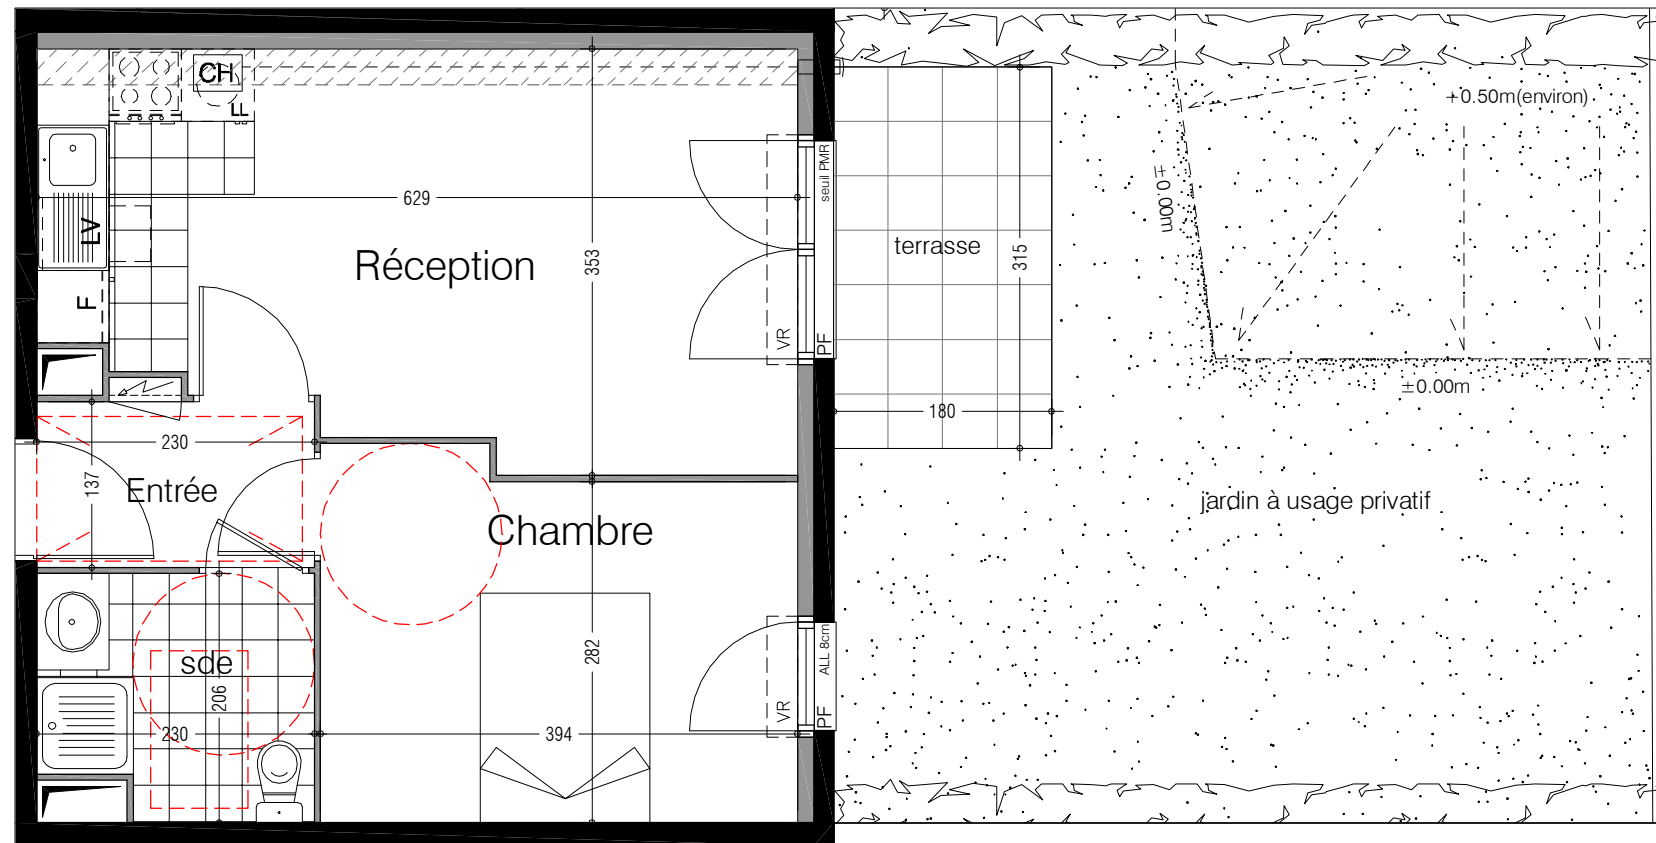 CH
LL
+0.50m(environ)
±0.00m
seuil PMR
629
LV
terrasse
Réception
353
315
F
VR
PF
±0.00m
180
230
137
Entrée
jardin à usage privatif
Chambre
sde
282
ALL 8cm
206
VR
PF
230
394